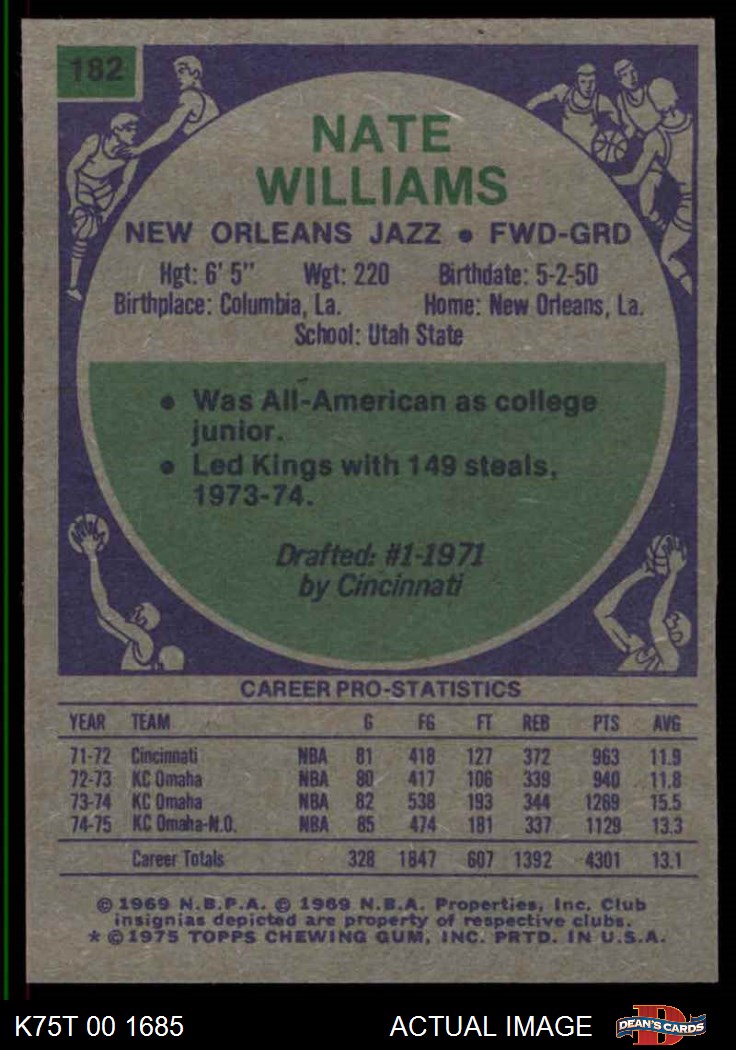 182
NATE
WILLIAMS
NEW ORLEANS JAZZ • FWD-GRD
Hgt: 6' 5" Wgt: 220 Birthdate: 5-2-50
Birthplace: Columbia, La. Home: New Orleans, La.
School: Utah State
• Was All-American as college
junior.
• Led Kings with 149 steals,
1973-74.
Drafted: #1-1971
by Cincinnati
CAREER PRO-STATISTICS
YEAR TEAM G FG FT REB PTS AVG
71-72 Cincinnati NBA 81 418 127 372 963 11.9
72-73 KC Omaha NBA 80 417 106 339 940 11.8
73-74 KC Omaha NBA 82 538 193 344 1269 15.5
74-75 KC Omaha-N.O. NBA 85 474 181 337 1129 13.3
Career Totals 328 1847 607 1392 4301 13.1
© 1969 N.B.P.A. © 1969 N.B.A. Properties, Inc. Club
insignias depicted are property of respective clubs.
* © 1975 TOPPS CHEWING GUM, INC. PRTD. IN U.S.A.
K75T 00 1685 ACTUAL IMAGE DEAN'S CARDS